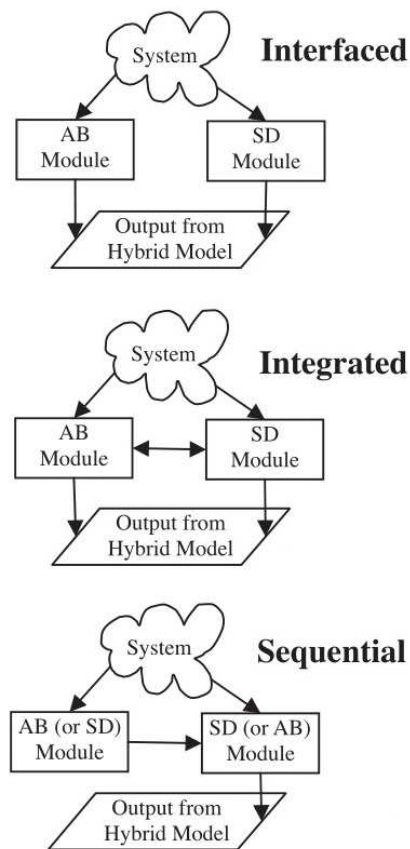 System
Interfaced
AB
Module
SD
Module
Output from
Hybrid Model
System
Integrated
AB
Module
SD
Module
Output from
Hybrid Model
System
Sequential
AB (or SD)
Module
SD (or AB)
Module
Output from
Hybrid Model